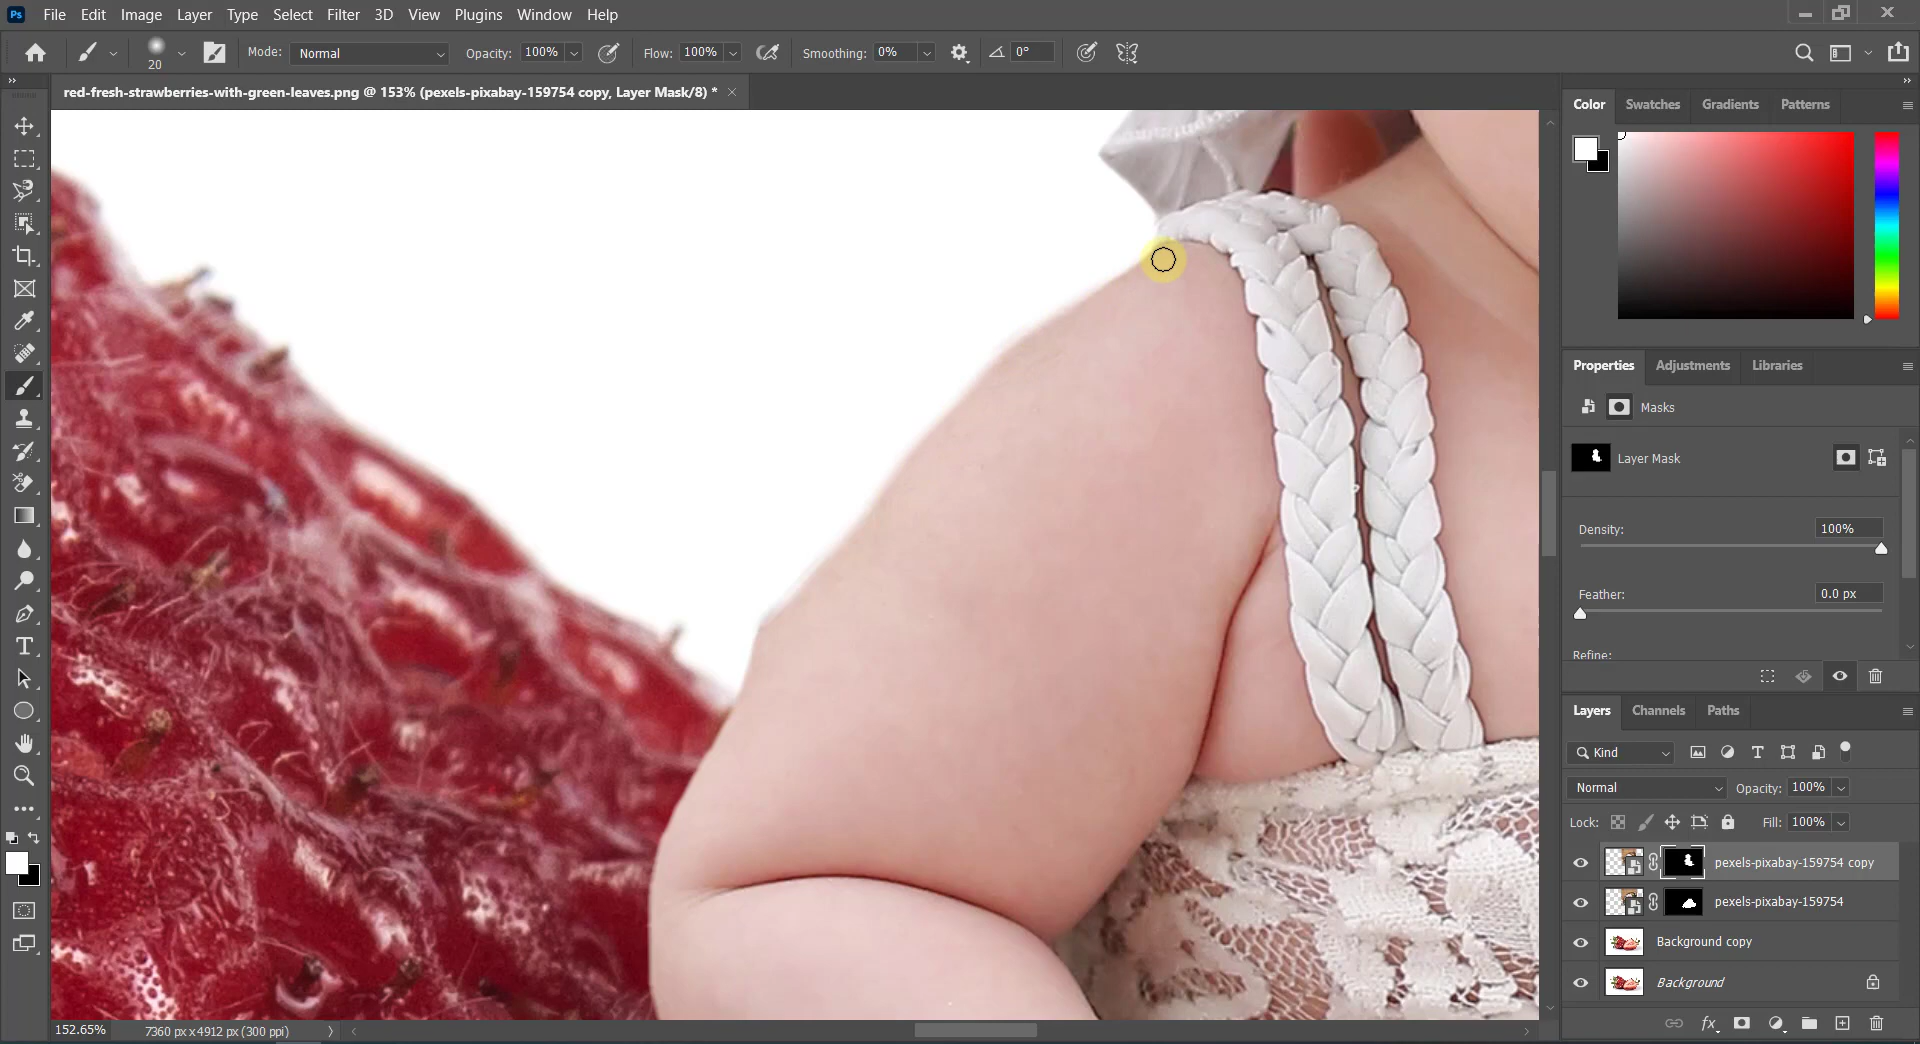 Ps File Edit Image Layer Type Select Filter 3D View Plugins Window Help
20 Mode: Normal Opacity: 100% Flow: 100% Smoothing: 0% 0°
red-fresh-strawberries-with-green-leaves.png @ 153% (pexels-pixabay-159754 copy, Layer Mask/8) *
Color Swatches Gradients Patterns
Properties Adjustments Libraries
Masks
Layer Mask
Density: 100%
Feather: 0.0 px
Refine:
Layers Channels Paths
Kind
Normal Opacity: 100%
Lock: Fill: 100%
pexels-pixabay-159754 copy
pexels-pixabay-159754
Background copy
Background
fx
152.65% 7360 px x 4912 px (300 ppi)